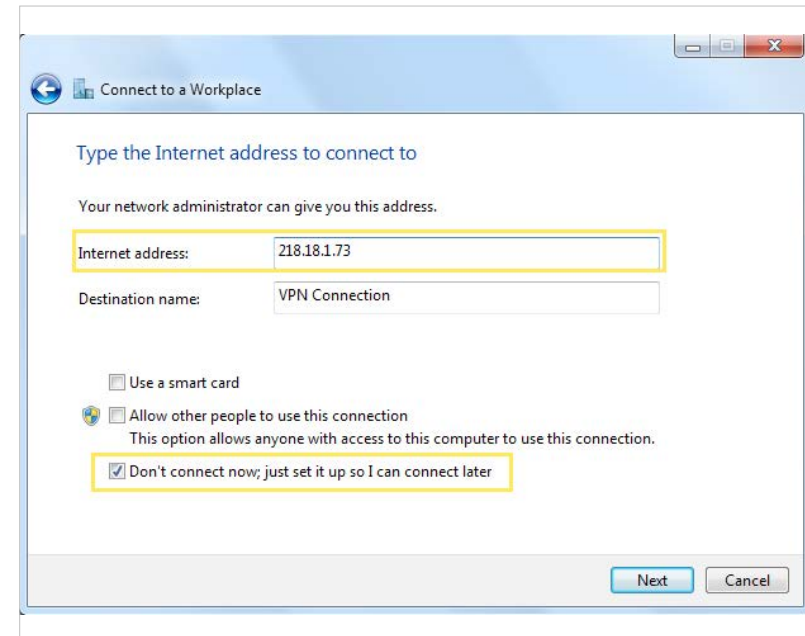 Connect to a Workplace
Type the Internet address to connect to
Your network administrator can give you this address.
Internet address: 218.18.1.73
Destination name: VPN Connection
Use a smart card
Allow other people to use this connection
This option allows anyone with access to this computer to use this connection.
Don't connect now; just set it up so I can connect later
Next Cancel